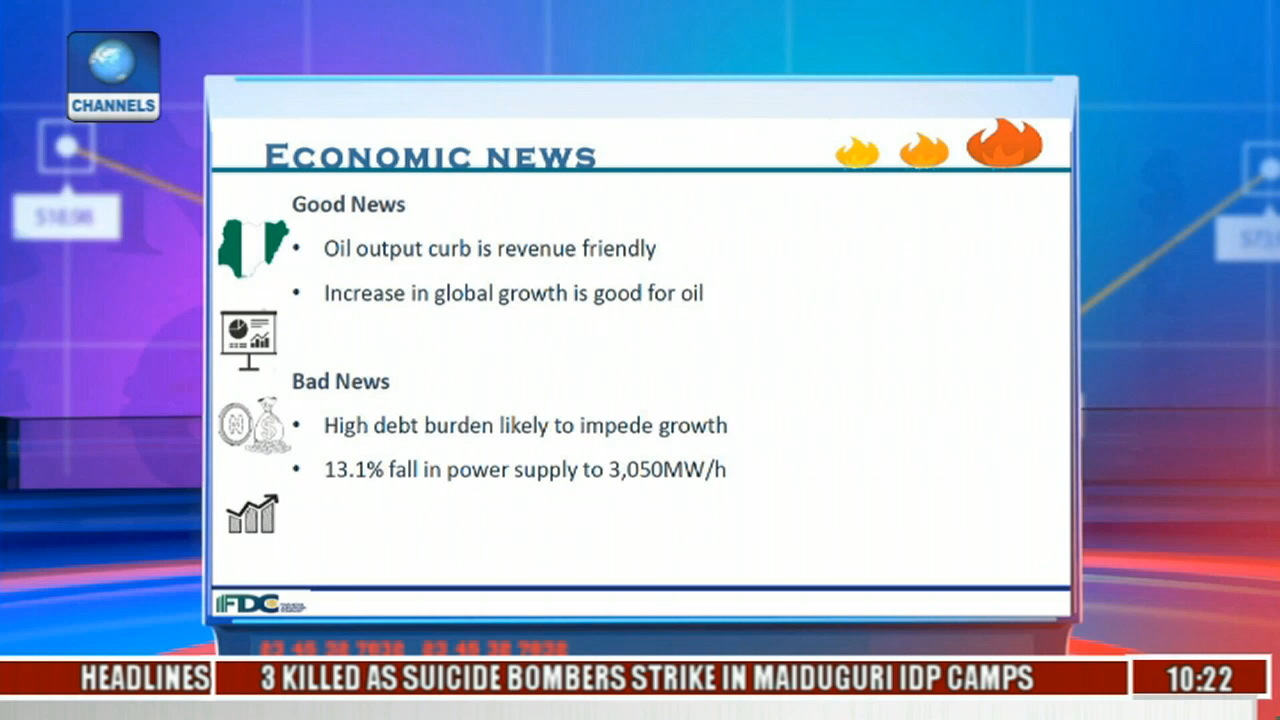 CHANNELS
ECONOMIC NEWS
Good News
• Oil output curb is revenue friendly
• Increase in global growth is good for oil
Bad News
• High debt burden likely to impede growth
• 13.1% fall in power supply to 3,050MW/h
FDC
HEADLINES
3 KILLED AS SUICIDE BOMBERS STRIKE IN MAIDUGURI IDP CAMPS
10:22